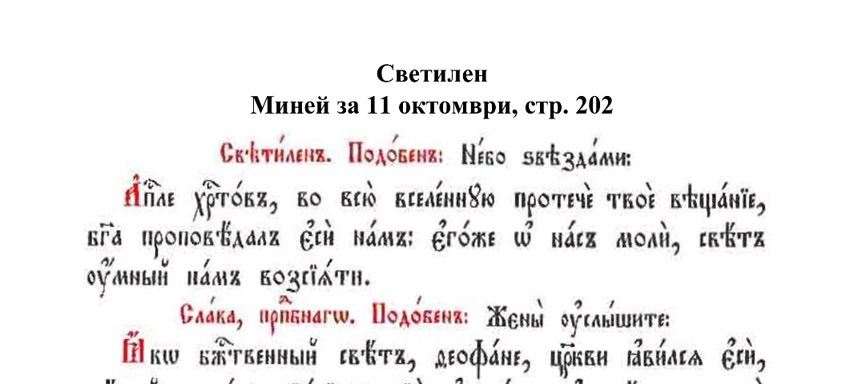 Светилен
Миней за 11 октомври, стр. 202
Свѣти́ленъ. Подо́бенъ: Не́бо ѕвѣзда́ми:
А҆пⷭ҇ле хрⷭ҇то́въ, во всю̀ вселе́ннꙋю протечѐ твоѐ вѣща́нїе,
бг҃а проповѣ́далъ є҆сѝ на́мъ: є҆го́же ѡ҆ на́съ молѝ, свѣ́тъ
оу҆́мный на́мъ возсїѧ́ти.
Сла́ва, прпⷣбнагѡ. Подо́бенъ: Жєны̀ оу҆слы́шите:
Ꙗ҆́кѡ бжⷭ҇твенный свѣ́тъ, ѳеофа́не, цр҃кви ꙗ҆ви́лсѧ є҆сѝ,